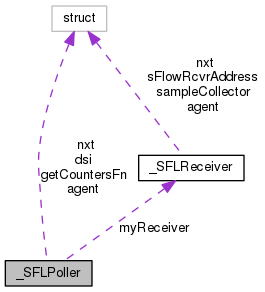 struct
nxt
sFlowRcvrAddress
sampleCollector
agent
nxt
dsi
getCountersFn
agent
_SFLReceiver
myReceiver
_SFLPoller